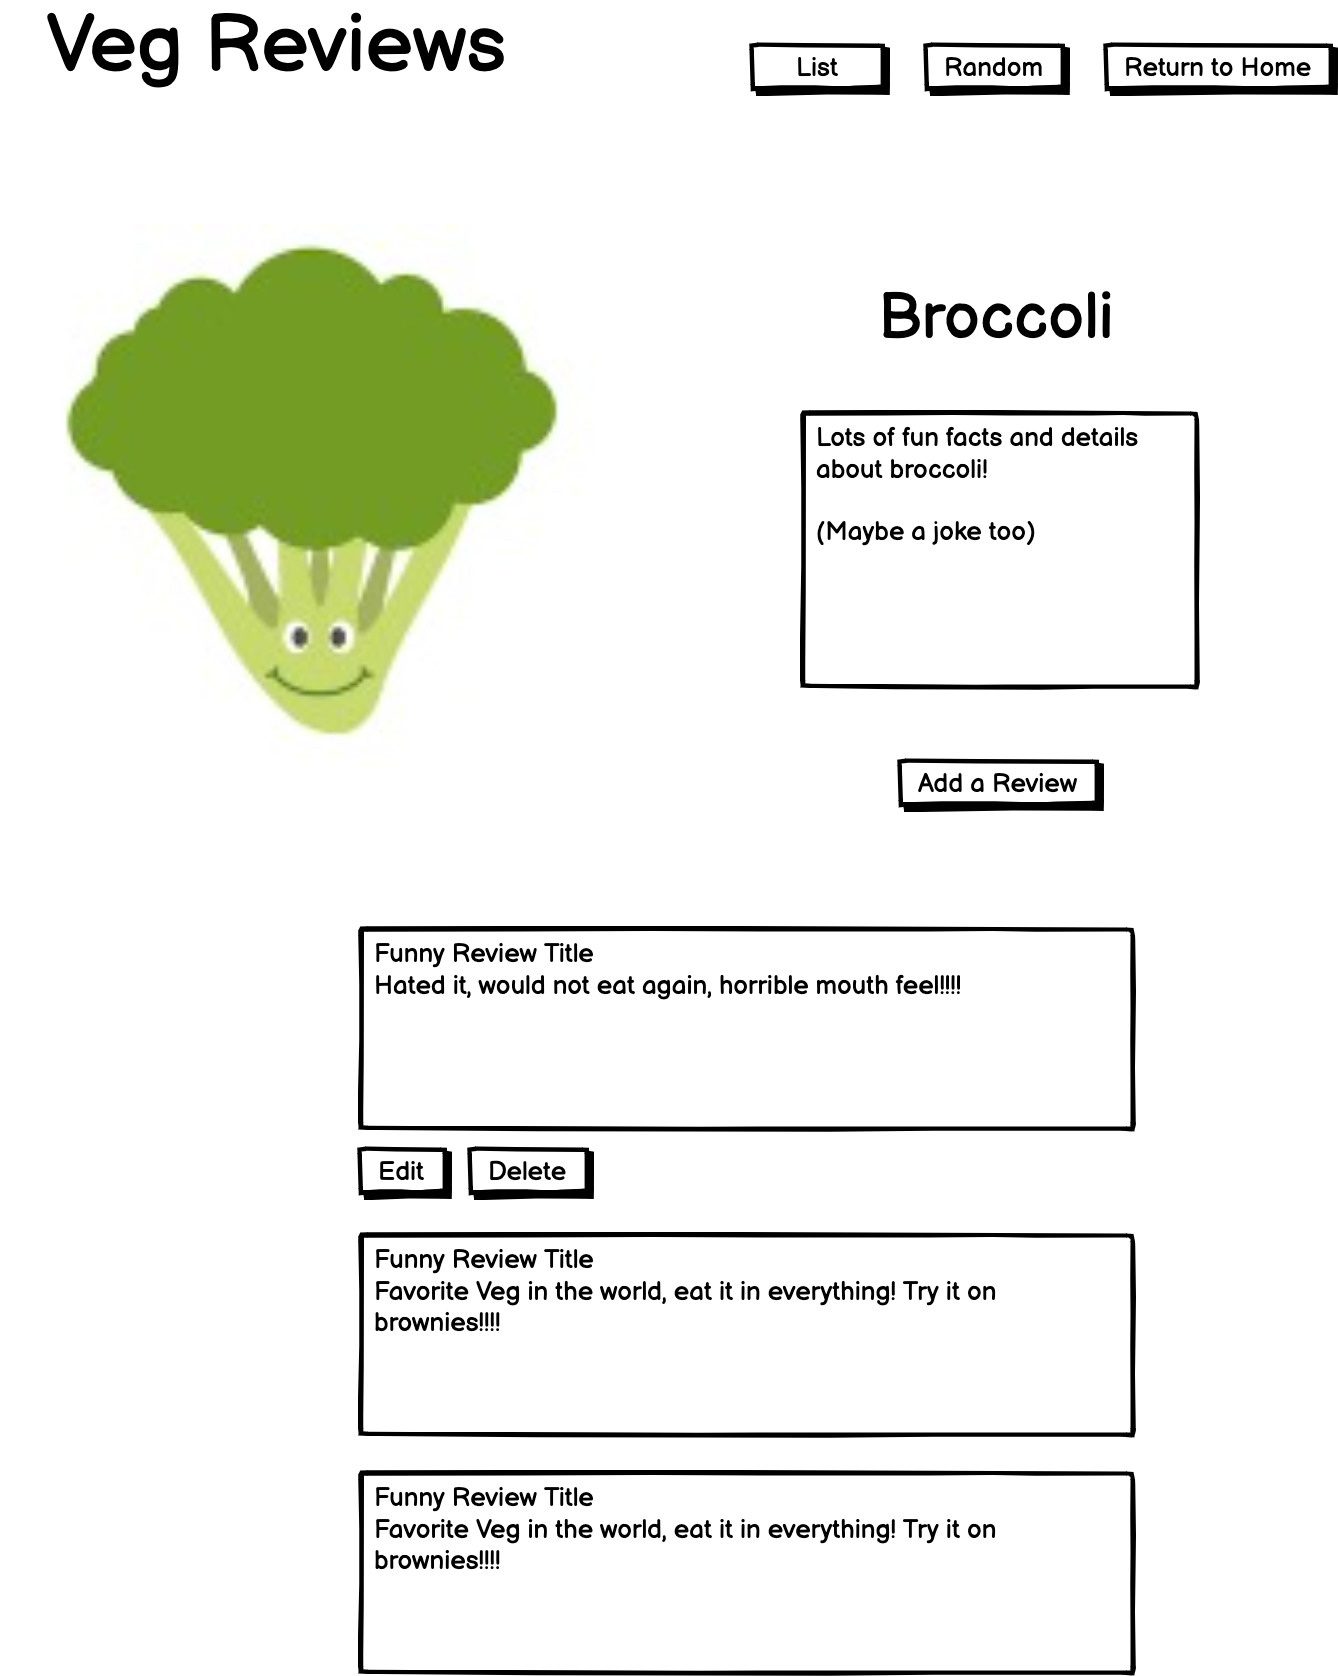 Veg Reviews
List
Random
Return to Home
Broccoli
Lots of fun facts and details
about broccoli!
(Maybe a joke too)
Add a Review
Funny Review Title
Hated it, would not eat again, horrible mouth feel!!!!
Edit
Delete
Funny Review Title
Favorite Veg in the world, eat it in everything! Try it on
brownies!!!!
Funny Review Title
Favorite Veg in the world, eat it in everything! Try it on
brownies!!!!